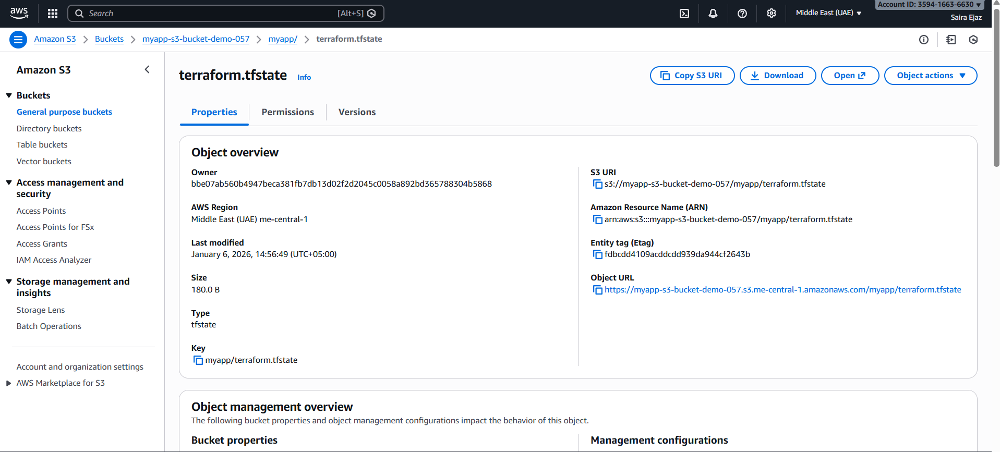 aws
Search [Alt+S]
Middle East (UAE)
Account ID: 3594-1663-6630
Saira Ejaz
Amazon S3 Buckets myapp-s3-bucket-demo-057 myapp/ terraform.tfstate
Amazon S3
Buckets
General purpose buckets
Directory buckets
Table buckets
Vector buckets
Access management and
security
Access Points
Access Points for FSx
Access Grants
IAM Access Analyzer
Storage management and
insights
Storage Lens
Batch Operations
Account and organization settings
AWS Marketplace for S3
terraform.tfstate Info
Copy S3 URI Download Open Object actions
Properties Permissions Versions
Object overview
Owner
bbe07ab560b4947beca381fb7db13d02f2d2045c0058a892bd365788304b5868
AWS Region
Middle East (UAE) me-central-1
Last modified
January 6, 2026, 14:56:49 (UTC+05:00)
Size
180.0 B
Type
tfstate
Key
myapp/terraform.tfstate
S3 URI
s3://myapp-s3-bucket-demo-057/myapp/terraform.tfstate
Amazon Resource Name (ARN)
arn:aws:s3:::myapp-s3-bucket-demo-057/myapp/terraform.tfstate
Entity tag (Etag)
fdbcdd4109acddcdd939da944cf2643b
Object URL
https://myapp-s3-bucket-demo-057.s3.me-central-1.amazonaws.com/myapp/terraform.tfstate
Object management overview
The following bucket properties and object management configurations impact the behavior of this object.
Bucket properties
Management configurations